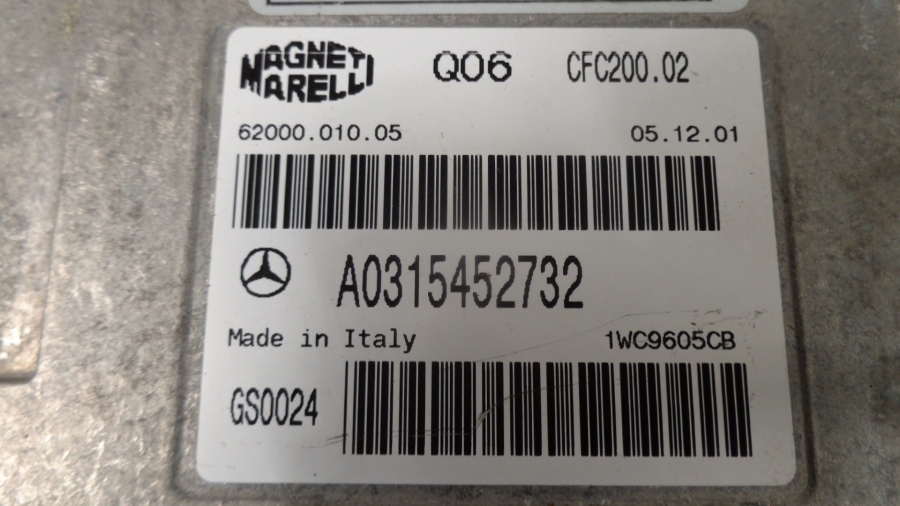 MAGNETI Q06 CFC200.02
MARELLI
62000.010.05 05.12.01
A0315452732
Made in Italy 1WC9605CB
GS0024